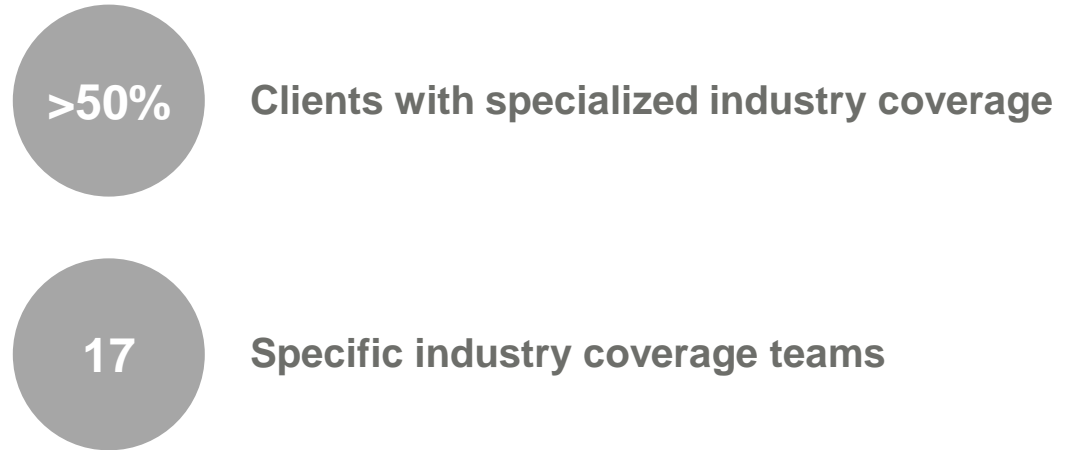 >50%
Clients with specialized industry coverage
17
Specific industry coverage teams